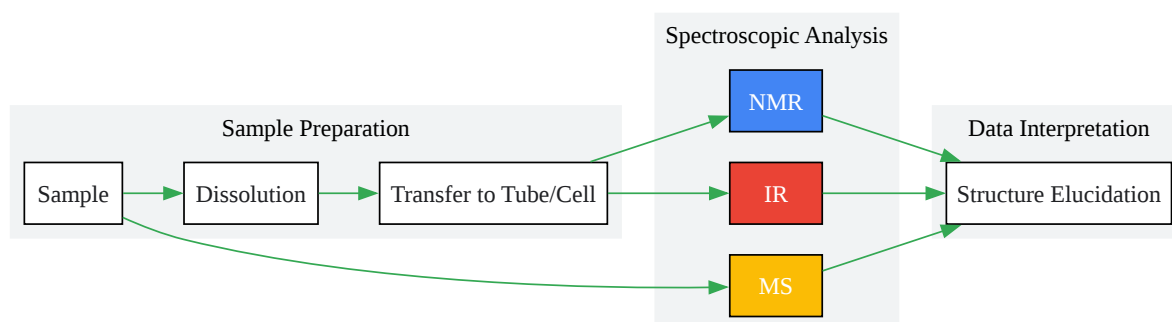 Sample Preparation
Sample
Dissolution
Transfer to Tube/Cell
Spectroscopic Analysis
NMR
IR
MS
Data Interpretation
Structure Elucidation